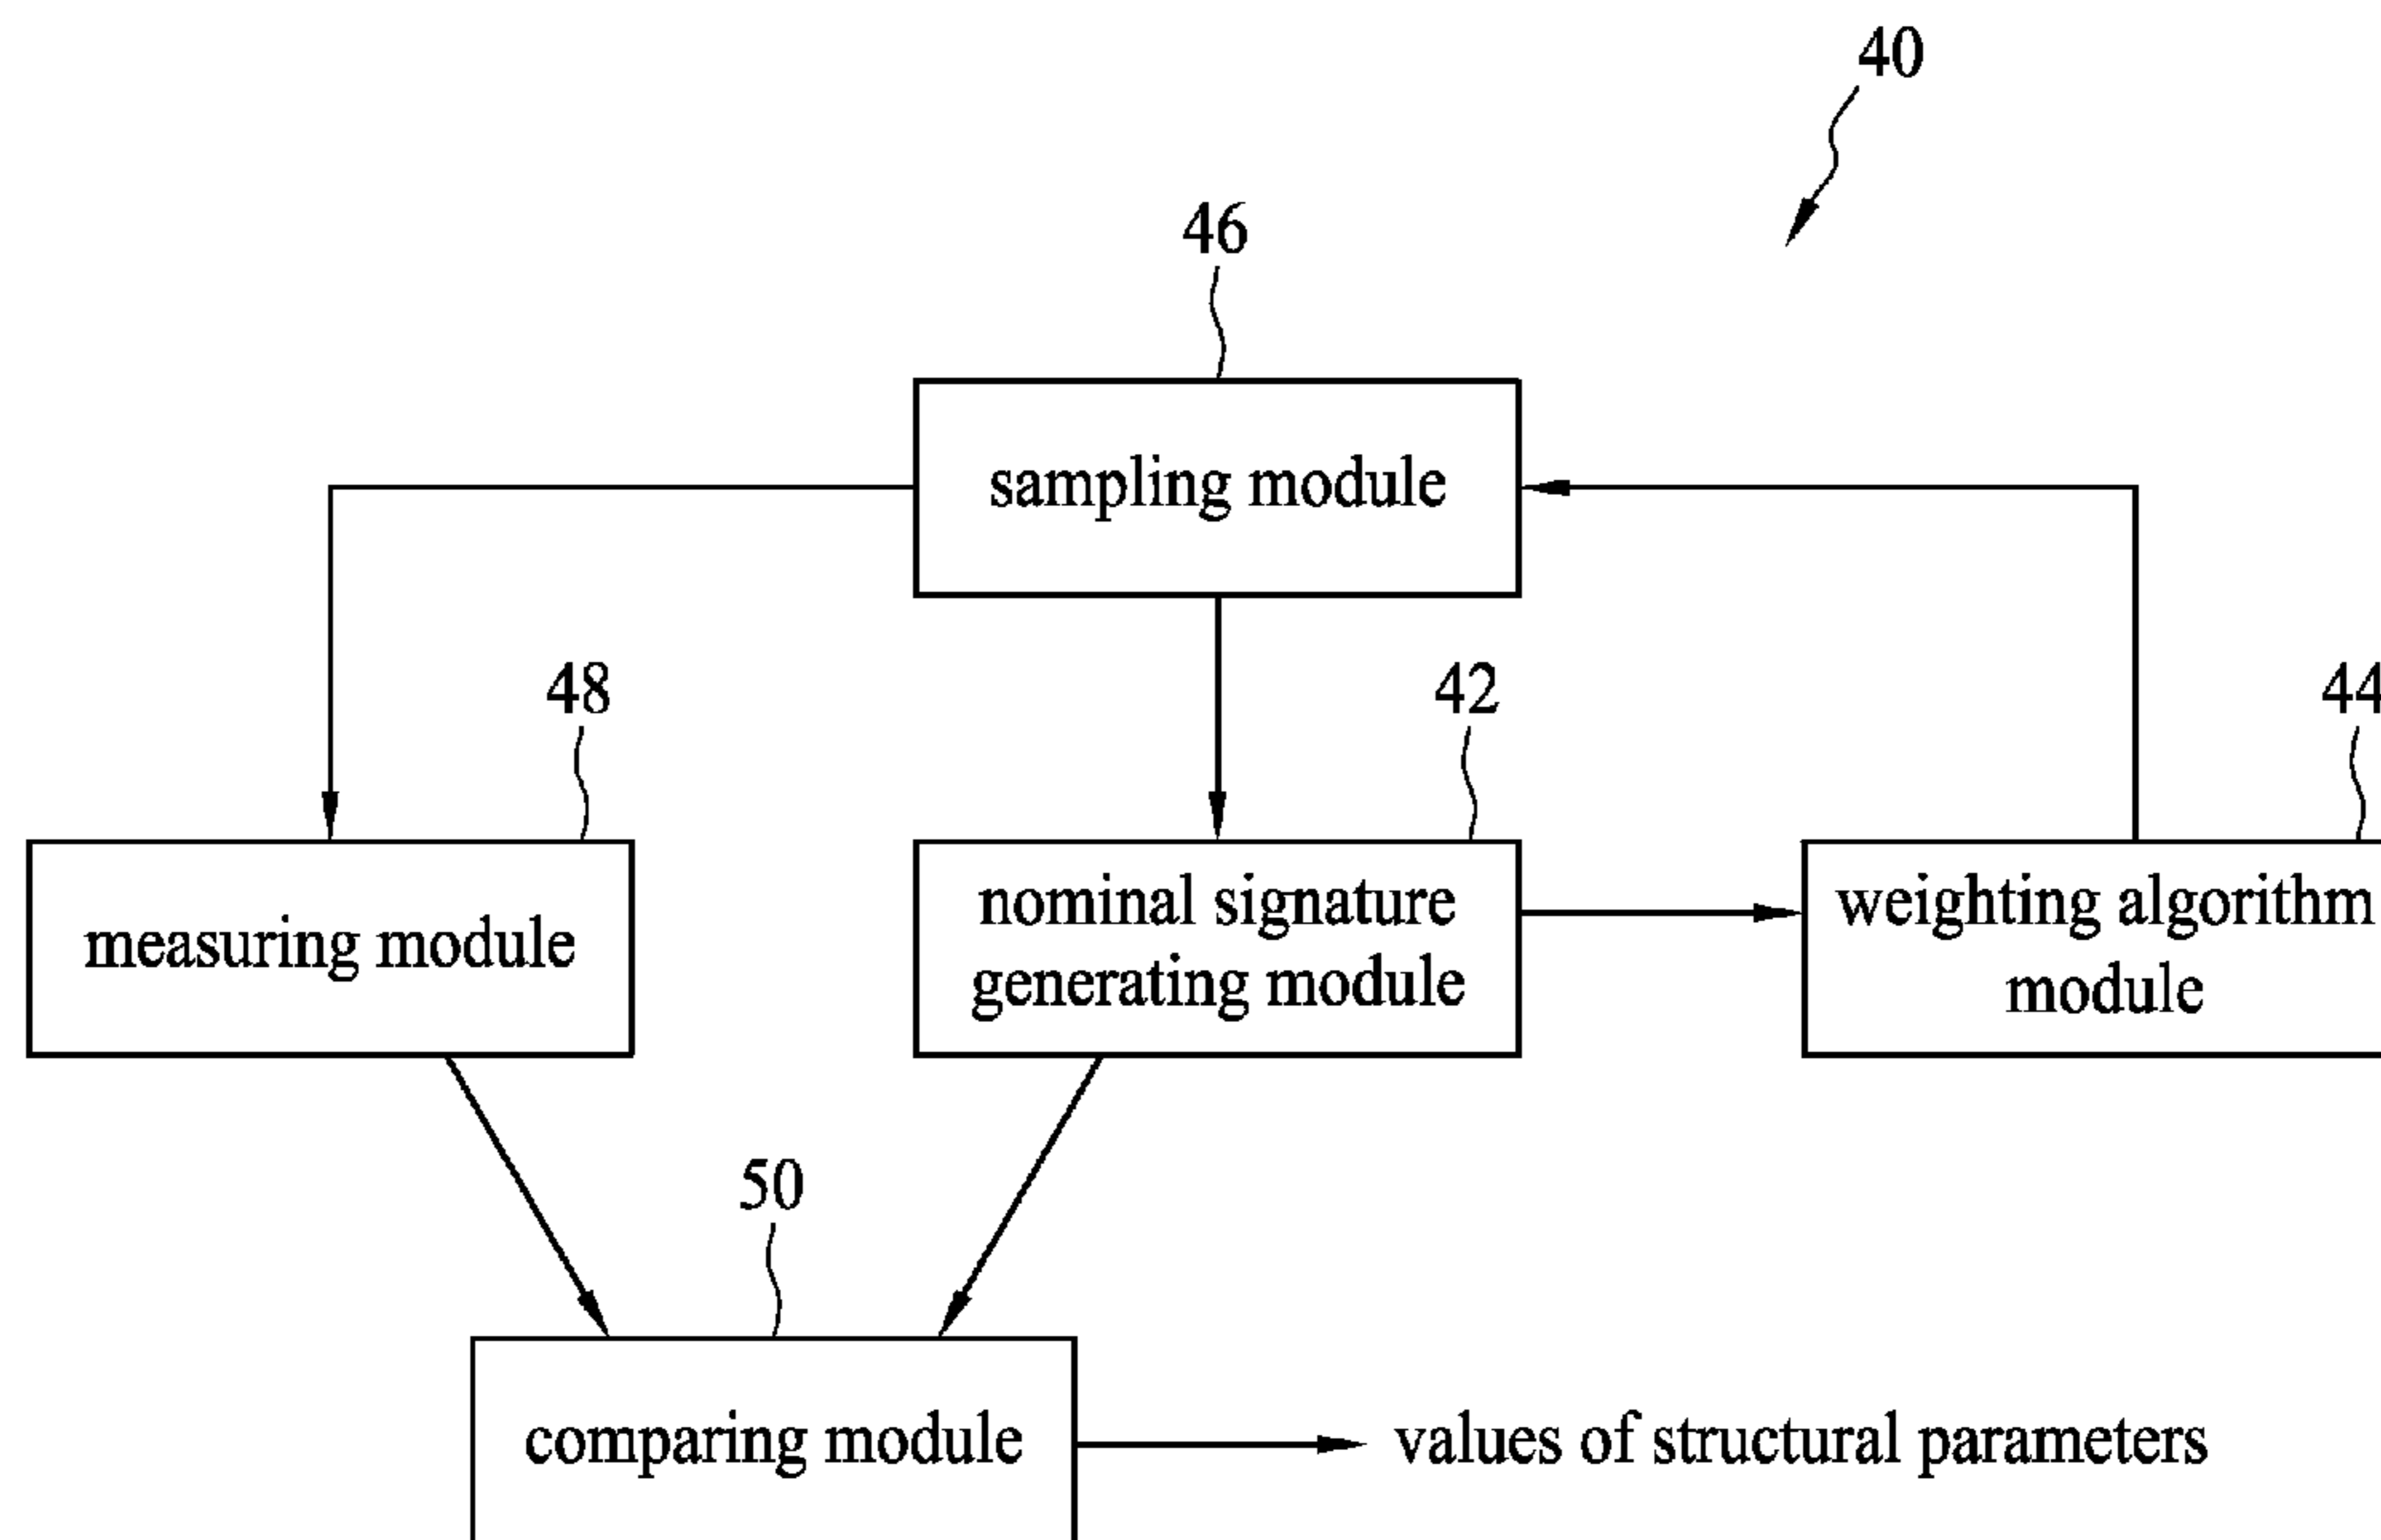 40
46
sampling module
48
42
44
measuring module
nominal signature
generating module
weighting algorithm
module
50
comparing module
values of structural parameters